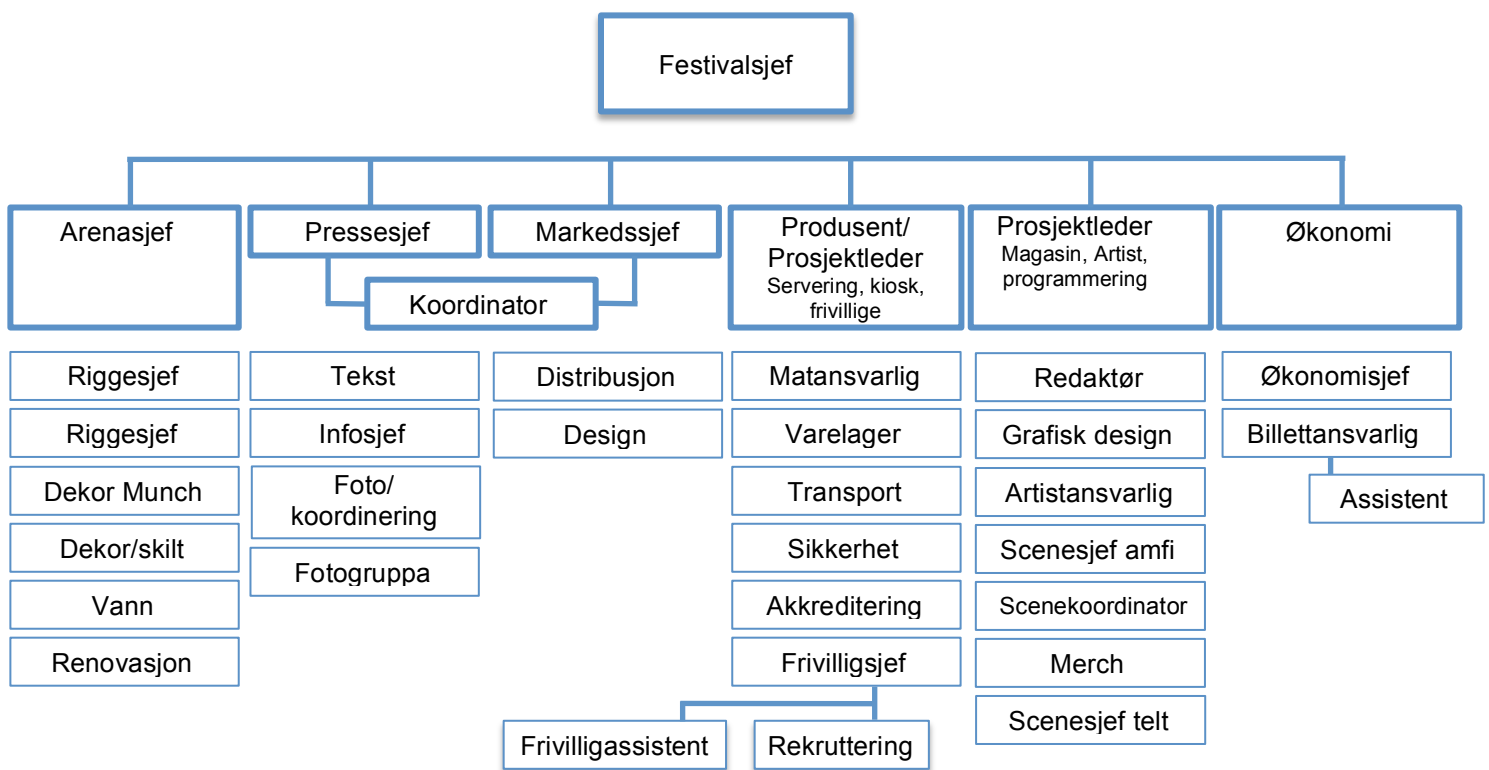 Festivalsjef
Arenasjef
Pressesjef
Markedssjef
Produsent/
Prosjektleder
Servering, kiosk,
frivillige
Prosjektleder
Magasin, Artist,
programmering
Økonomi
Koordinator
Riggesjef
Riggesjef
Dekor Munch
Dekor/skilt
Vann
Renovasjon
Tekst
Infosjef
Foto/
koordinering
Fotogruppa
Distribusjon
Design
Matansvarlig
Varelager
Transport
Sikkerhet
Akkreditering
Frivilligsjef
Frivilligassistent
Rekruttering
Redaktør
Grafisk design
Artistansvarlig
Scenesjef amfi
Scenekoordinator
Merch
Scenesjef telt
Økonomisjef
Billettansvarlig
Assistent